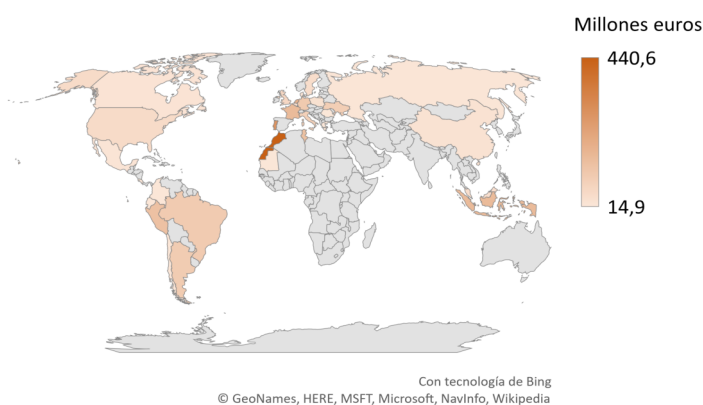 Millones euros
440,6
14,9
Con tecnología de Bing
© GeoNames, HERE, MSFT, Microsoft, NavInfo, Wikipedia